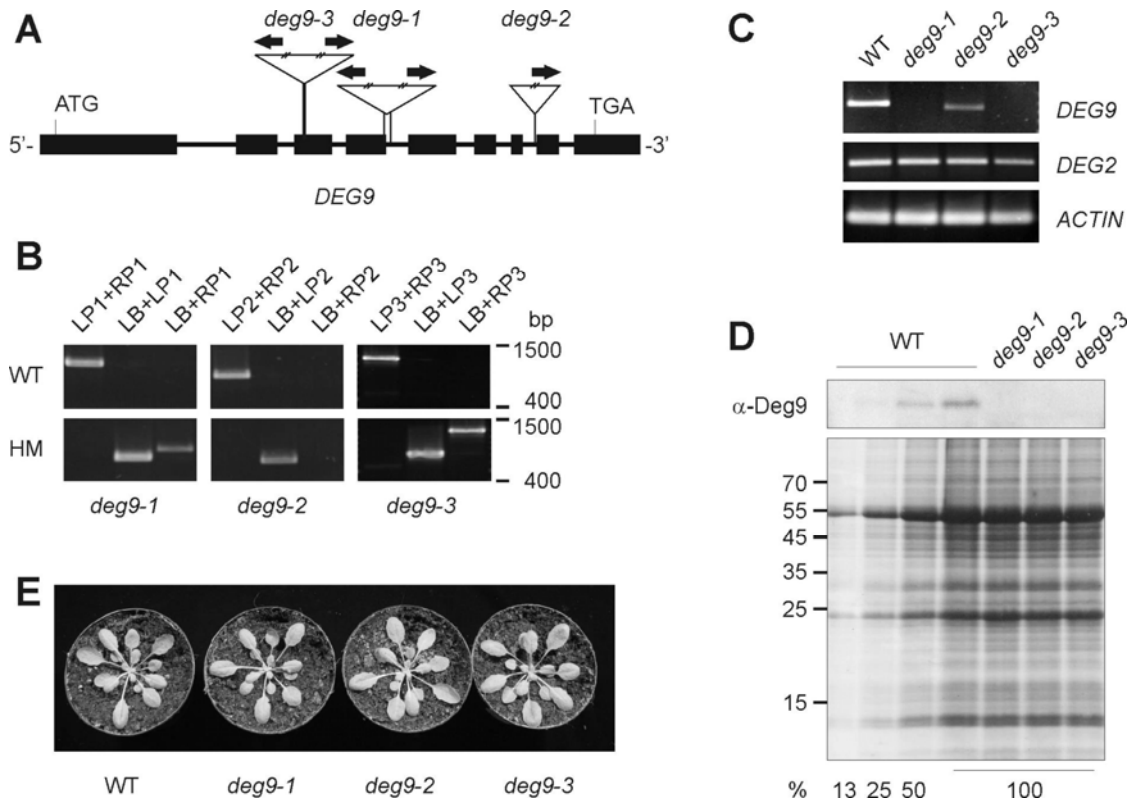 A
deg9-3 deg9-1 deg9-2
ATG TGA
5'- -3'
DEG9
B
LP1+RP1 LB+LP1 LB+RP1 LP2+RP2 LB+LP2 LB+RP2 LP3+RP3 LB+LP3 LB+RP3
bp
WT 1500
400
HM 1500
400
deg9-1 deg9-2 deg9-3
C
WT deg9-1 deg9-2 deg9-3
DEG9
DEG2
ACTIN
D
WT deg9-1 deg9-2 deg9-3
α-Deg9
70
55
45
35
25
15
% 13 25 50 100
E
WT deg9-1 deg9-2 deg9-3